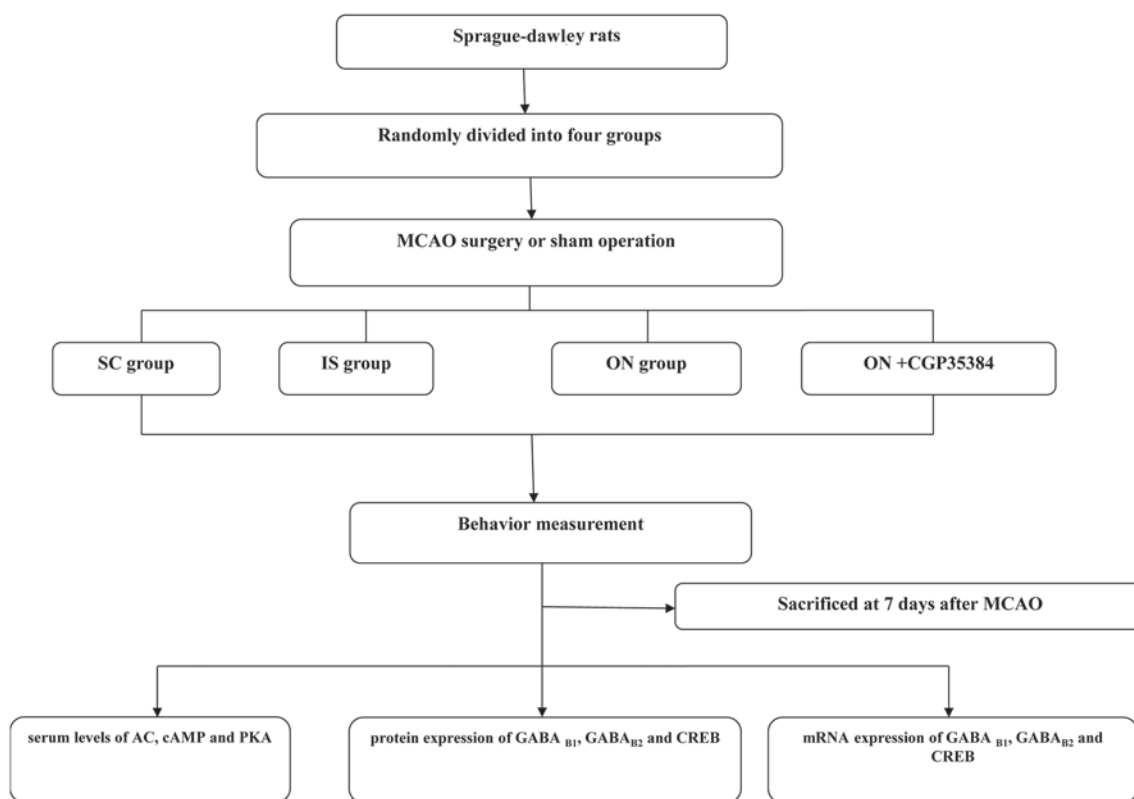 Sprague-dawley rats
Randomly divided into four groups
MCAO surgery or sham operation
SC group
IS group
ON group
ON +CGP35384
Behavior measurement
Sacrificed at 7 days after MCAO
serum levels of AC, cAMP and PKA
protein expression of GABA B1, GABAB2 and CREB
mRNA expression of GABA B1, GABAB2 and
CREB